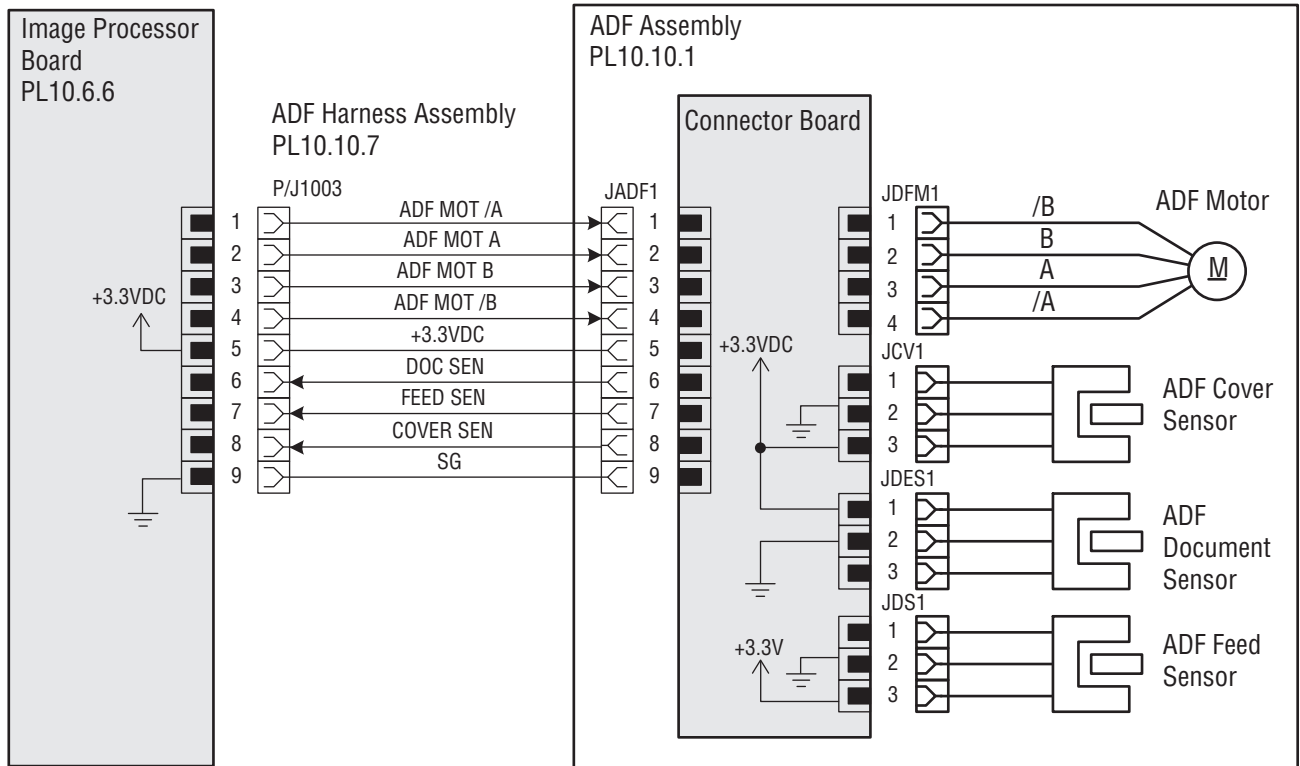 Image Processor
Board
PL10.6.6
ADF Assembly
PL10.10.1
ADF Harness Assembly
PL10.10.7
Connector Board
P/J1003
JADF1
1 ADF MOT /A 1
2 ADF MOT A 2
3 ADF MOT B 3
4 ADF MOT /B 4
5 +3.3VDC 5
6 DOC SEN 6
7 FEED SEN 7
8 COVER SEN 8
9 SG 9
+3.3VDC
+3.3VDC
+3.3V
JDFM1
1 /B
2 B
3 A
4 /A
ADF Motor
M
JCV1
1
2
3
ADF Cover
Sensor
JDES1
1
2
3
ADF
Document
Sensor
JDS1
1
2
3
ADF Feed
Sensor